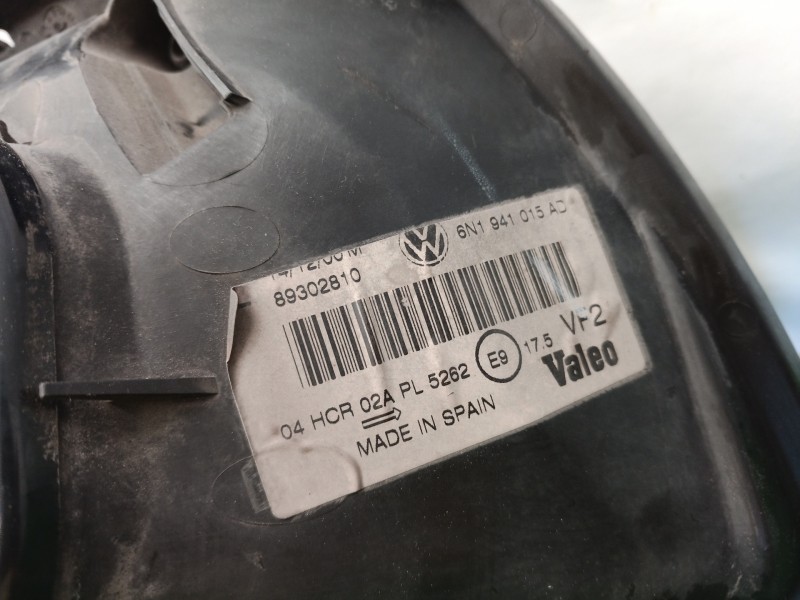 6N1 941 015 AD
89302810
04 HCR 02A PL 5262 E9 17.5 VF2
Valeo
MADE IN SPAIN